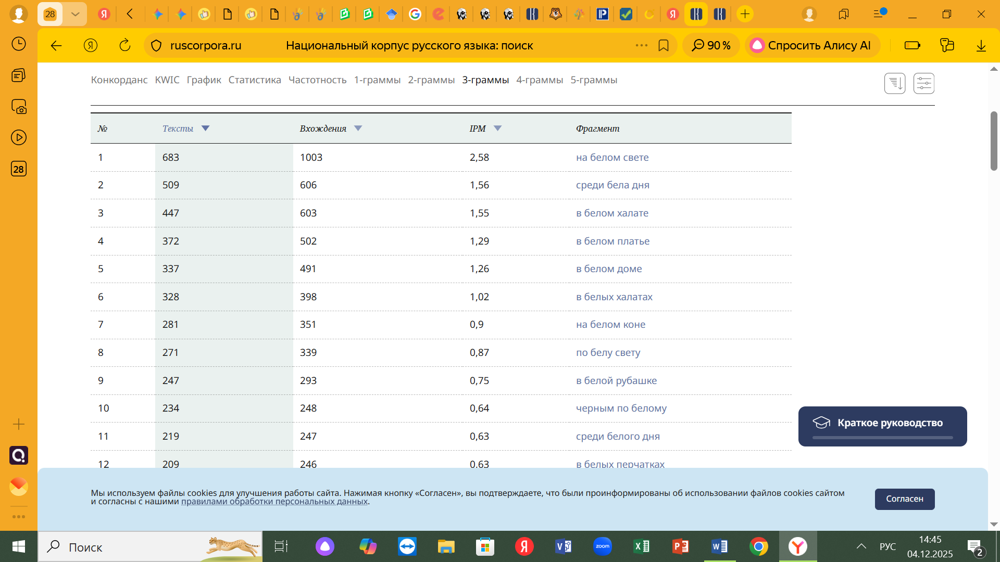 28
Я
ruscorpora.ru
Национальный корпус русского языка: поиск
90 %
Спросить Алису AI
28
Конкорданс KWIC График Статистика Частотность 1-граммы 2-граммы 3-граммы 4-граммы 5-граммы
№ Тексты Вхождения IPM Фрагмент
1 683 1003 2,58 на белом свете
2 509 606 1,56 среди бела дня
3 447 603 1,55 в белом халате
4 372 502 1,29 в белом платье
5 337 491 1,26 в белом доме
6 328 398 1,02 в белых халатах
7 281 351 0,9 на белом коне
8 271 339 0,87 по белу свету
9 247 293 0,75 в белой рубашке
10 234 248 0,64 черным по белому
11 219 247 0,63 среди белого дня
12 209 246 0,63 в белых перчатках
Краткое руководство
Мы используем файлы cookies для улучшения работы сайта. Нажимая кнопку «Согласен», вы подтверждаете, что были проинформированы об использовании файлов cookies сайтом
и согласны с нашими правилами обработки персональных данных.
Согласен
Поиск
zoom
РУС
14:45
04.12.2025
2